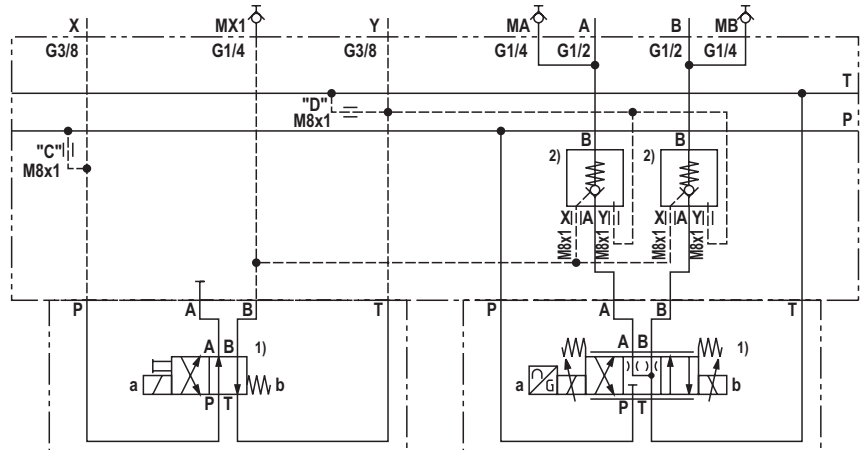 X MX1 Y MA A B MB
G3/8 G1/4 G3/8 G1/4 G1/2 G1/2 G1/4
T
"D"
M8x1
P
"C"
M8x1
B B
2) 2)
X A Y X A Y
M8x1 M8x1 M8x1 M8x1
P A B T P A B T
A B 1) A B 1)
a b a G b
P T P T